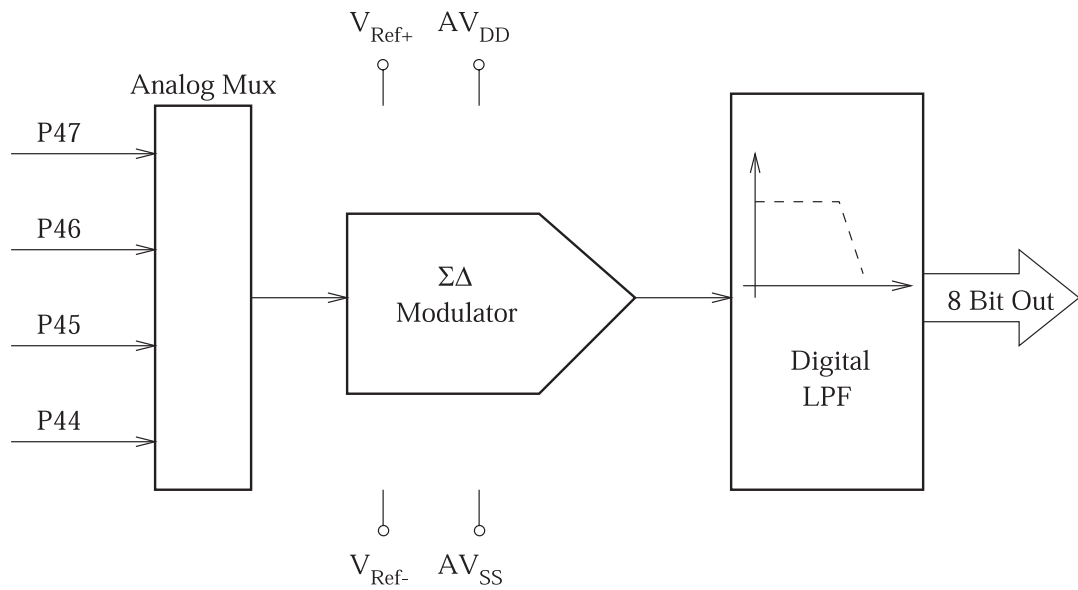 V_Ref+ AV_DD
Analog Mux
P47
P46
P45
P44
ΣΔ
Modulator
8 Bit Out
Digital
LPF
V_Ref- AV_SS